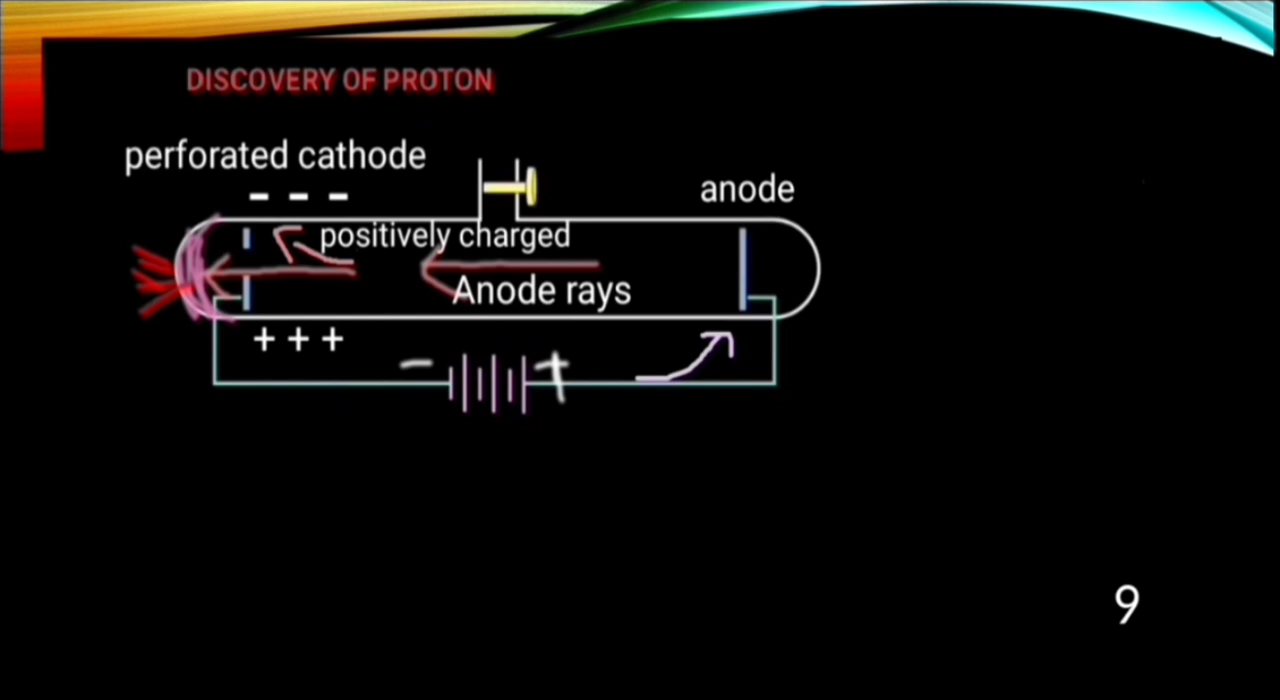 DISCOVERY OF PROTON
perforated cathode
- - -
anode
positively charged
Anode rays
+ + +
- +
9